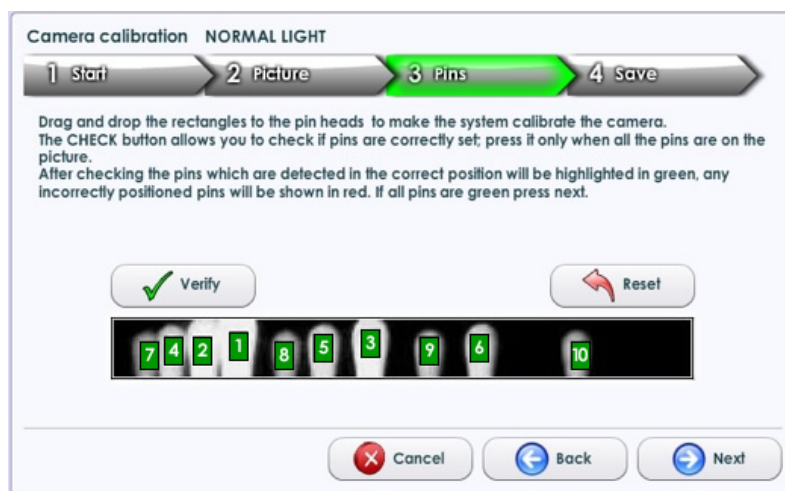 Camera calibration NORMAL LIGHT
1 Start 2 Picture 3 Pins 4 Save
Drag and drop the rectangles to the pin heads to make the system calibrate the camera.
The CHECK button allows you to check if pins are correctly set; press it only when all the pins are on the
picture.
After checking the pins which are detected in the correct position will be highlighted in green, any
incorrectly positioned pins will be shown in red. If all pins are green press next.
Verify Reset
7 4 2 1 8 5 3 9 6 10
Cancel Back Next